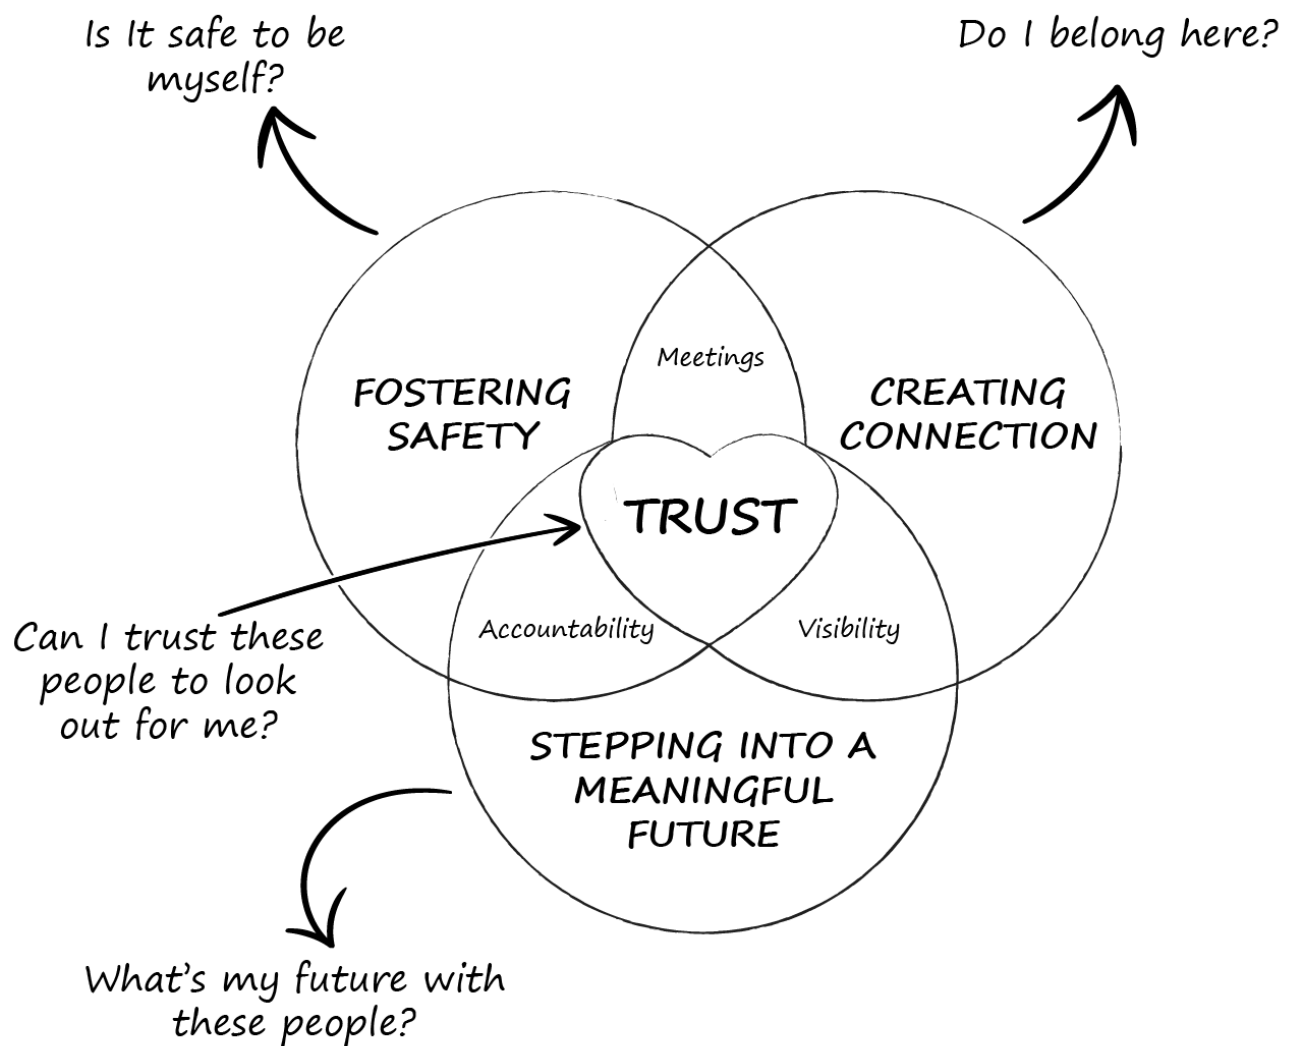 Is It safe to be
myself?
Do I belong here?
Meetings
FOSTERING
SAFETY
CREATING
CONNECTION
TRUST
Can I trust these
people to look
out for me?
Accountability
Visibility
STEPPING INTO A
MEANINGFUL
FUTURE
What's my future with
these people?